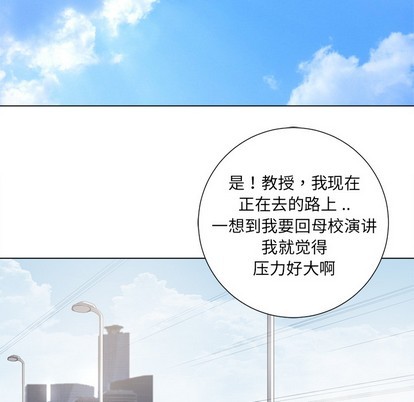 是！教授，我现在
正在去的路上 ..
一想到我要回母校演讲
我就觉得
压力好大啊